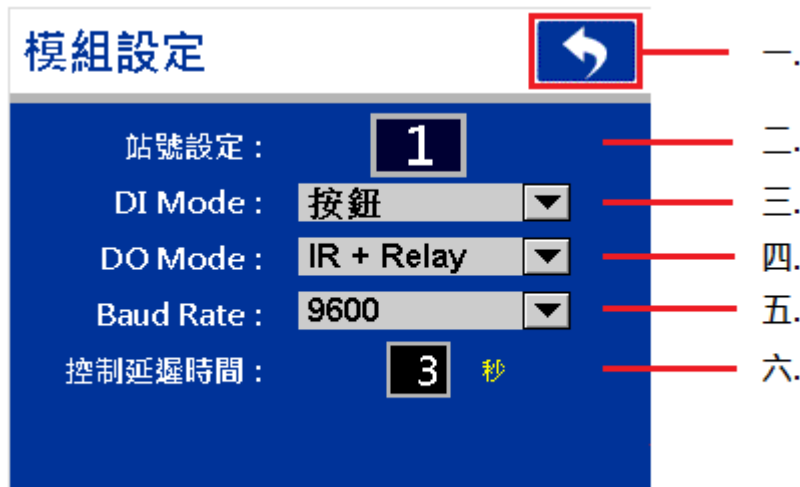 模組設定
一.
站號設定： 1
二.
DI Mode： 按鈕
三.
DO Mode： IR + Relay
四.
Baud Rate： 9600
五.
控制延遲時間： 3 秒
六.